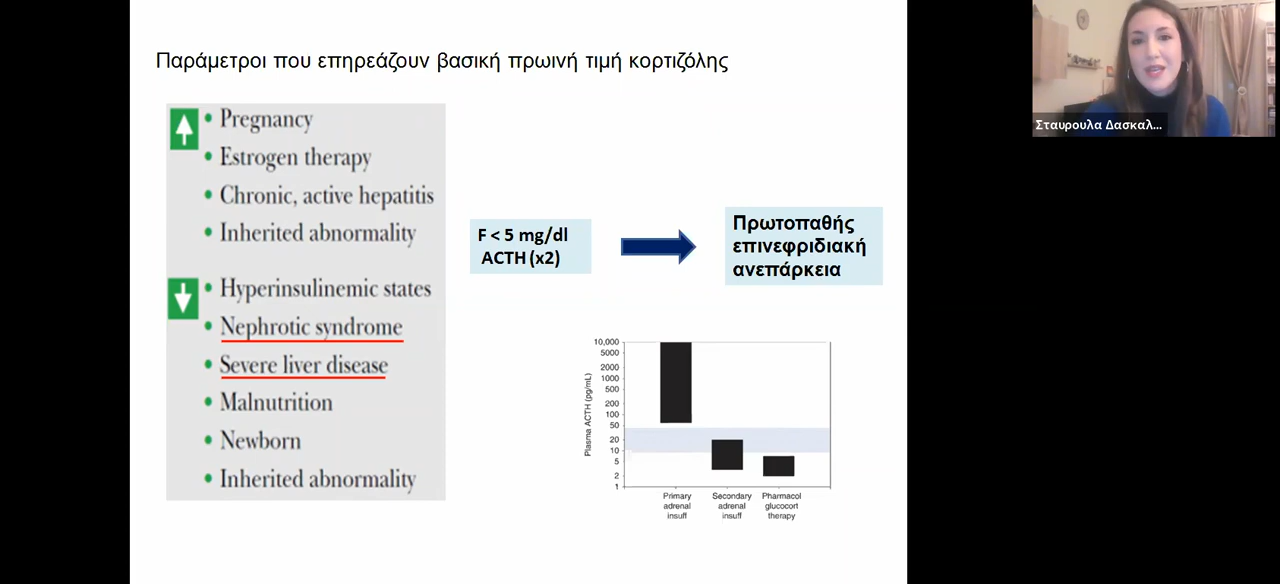 Παράμετροι που επηρεάζουν βασική πρωινή τιμή κορτιζόλης
• Pregnancy
• Estrogen therapy
• Chronic, active hepatitis
• Inherited abnormality
• Hyperinsulinemic states
• Nephrotic syndrome
• Severe liver disease
• Malnutrition
• Newborn
• Inherited abnormality
F < 5 mg/dl
ACTH (x2)
Πρωτοπαθής
επινεφριδιακή
ανεπάρκεια
Plasma ACTH (pg/mL)
10,000
5000
2000
1000
500
200
100
50
20
10
5
2
1
Primary
adrenal
insuff
Secondary
adrenal
insuff
Pharmacol
glucocort
therapy
Σταυρουλα Δασκαλ...